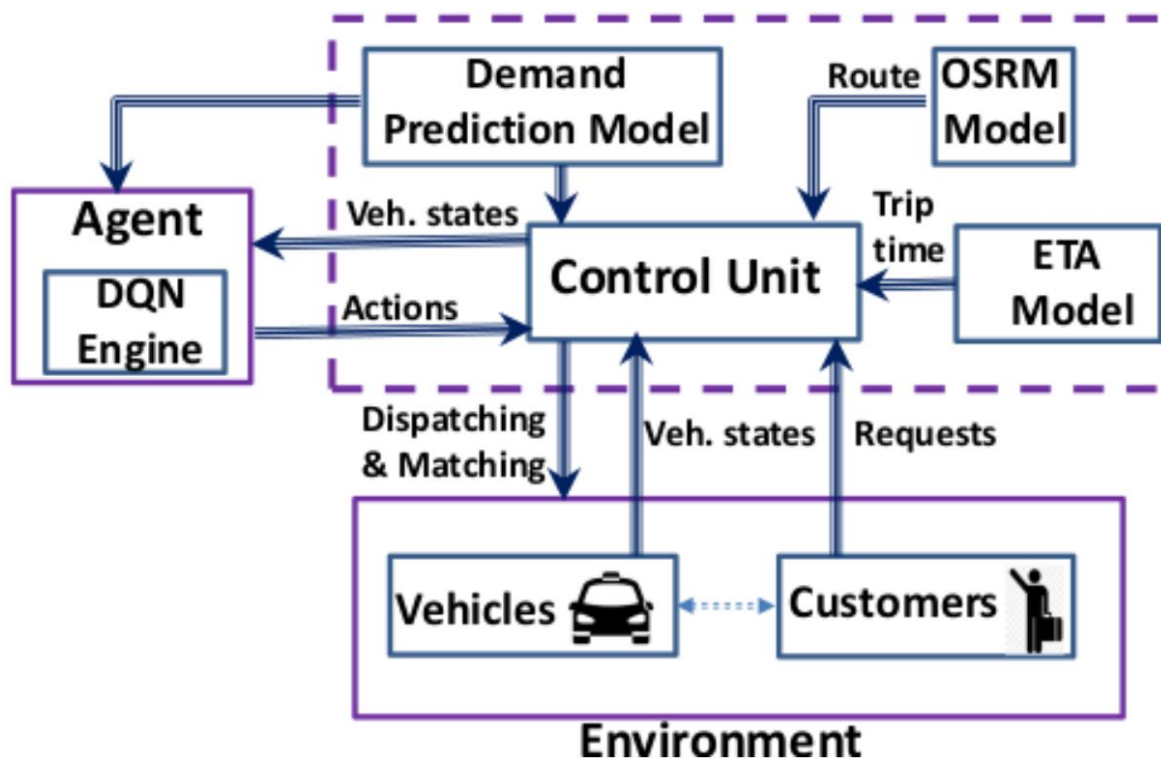 Demand
Prediction Model
Route
OSRM
Model
Agent
Veh. states
Trip
time
DQN
Engine
Actions
Control Unit
ETA
Model
Dispatching
& Matching
Veh. states
Requests
Vehicles
Customers
Environment